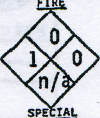 FIRE
0
1 0
n/a
SPECIAL